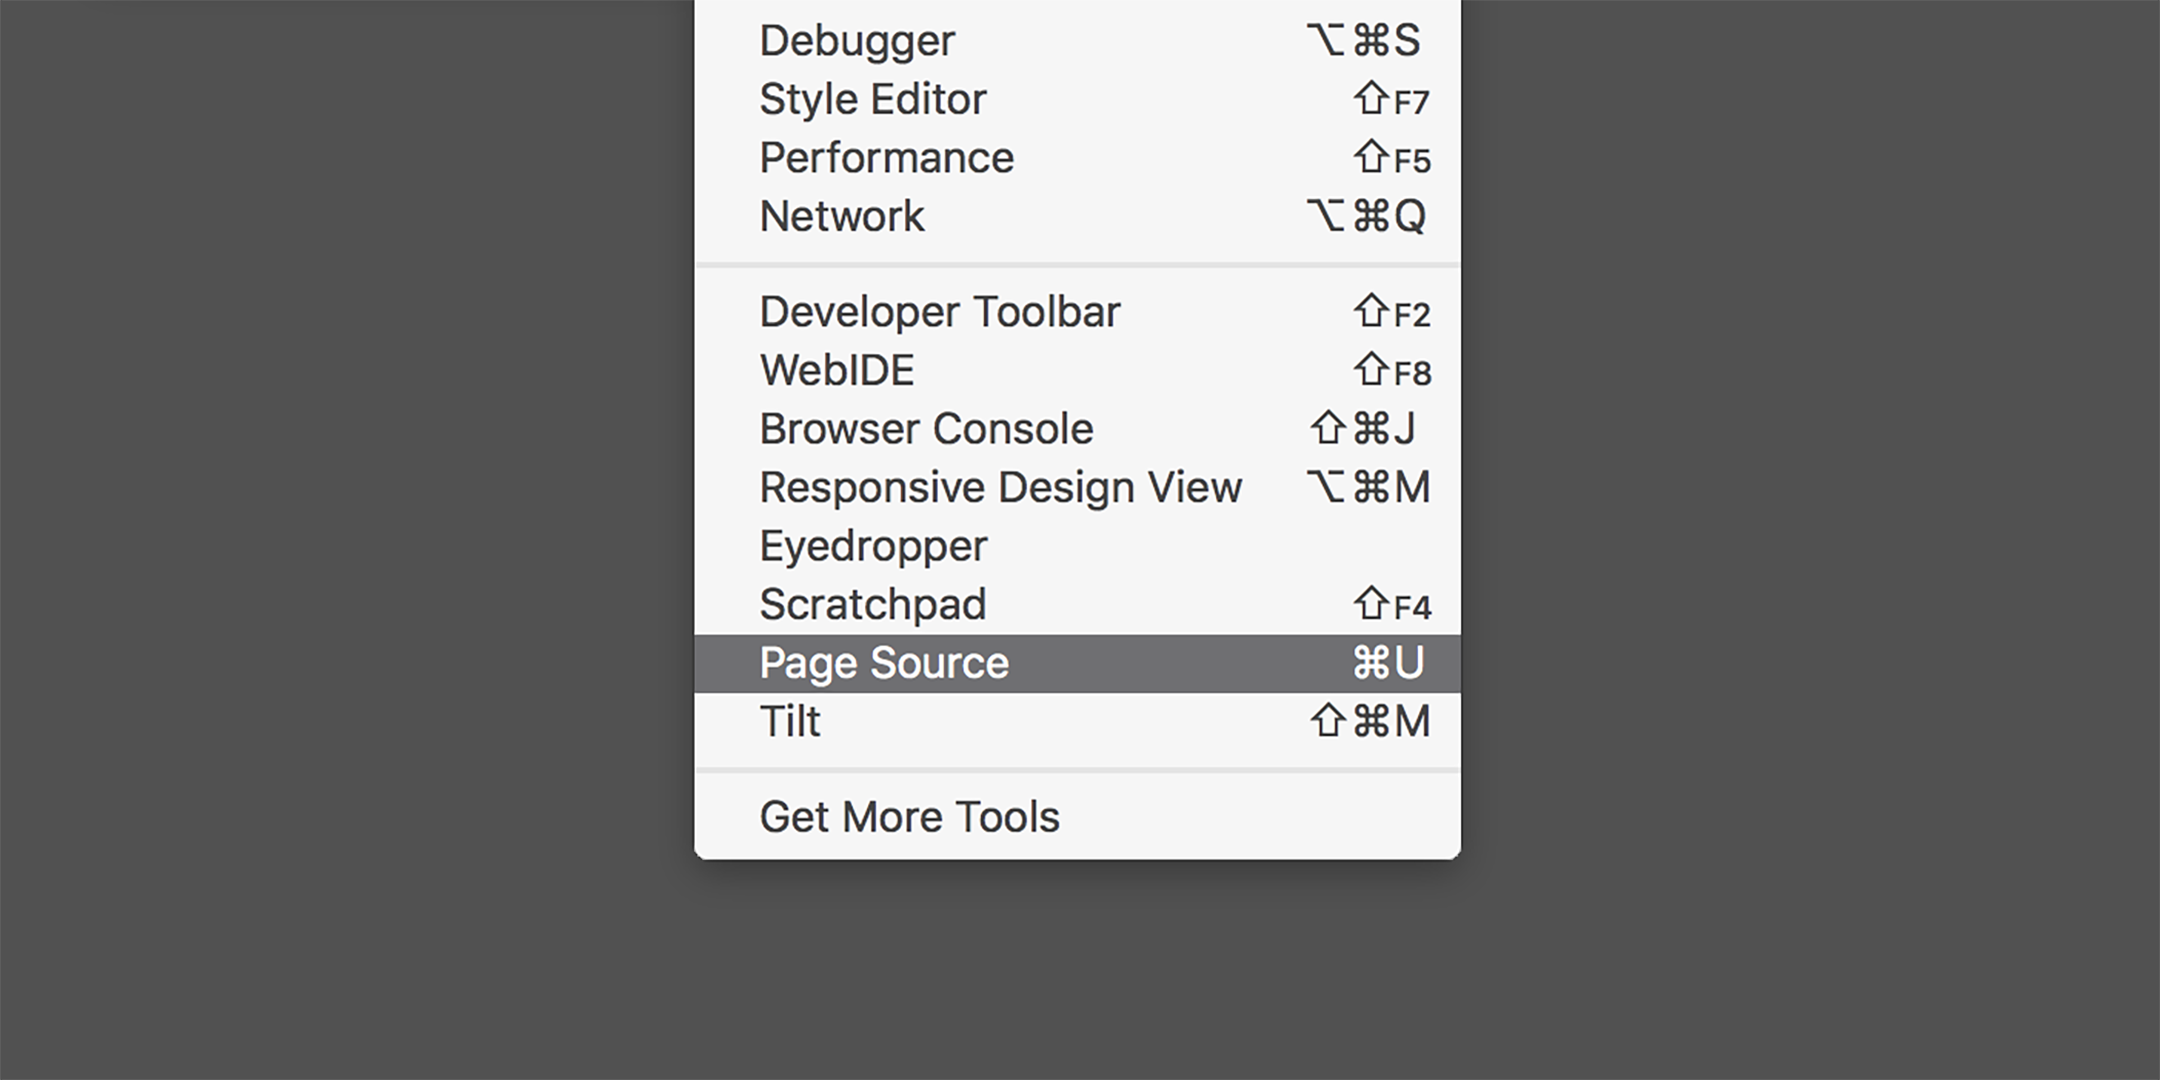 Debugger ⌥⌘S
Style Editor ⇧F7
Performance ⇧F5
Network ⌥⌘Q
Developer Toolbar ⇧F2
WebIDE ⇧F8
Browser Console ⇧⌘J
Responsive Design View ⌥⌘M
Eyedropper
Scratchpad ⇧F4
Page Source ⌘U
Tilt ⇧⌘M
Get More Tools